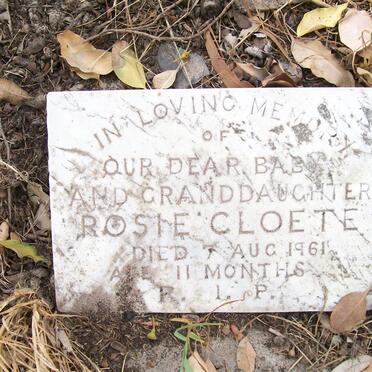 IN LOVING MEMORY
OF
OUR DEAR BABY
AND GRANDDAUGHTER
ROSIE CLOETE
DIED 7 AUG 1961
AGE 11 MONTHS
R. I. P.